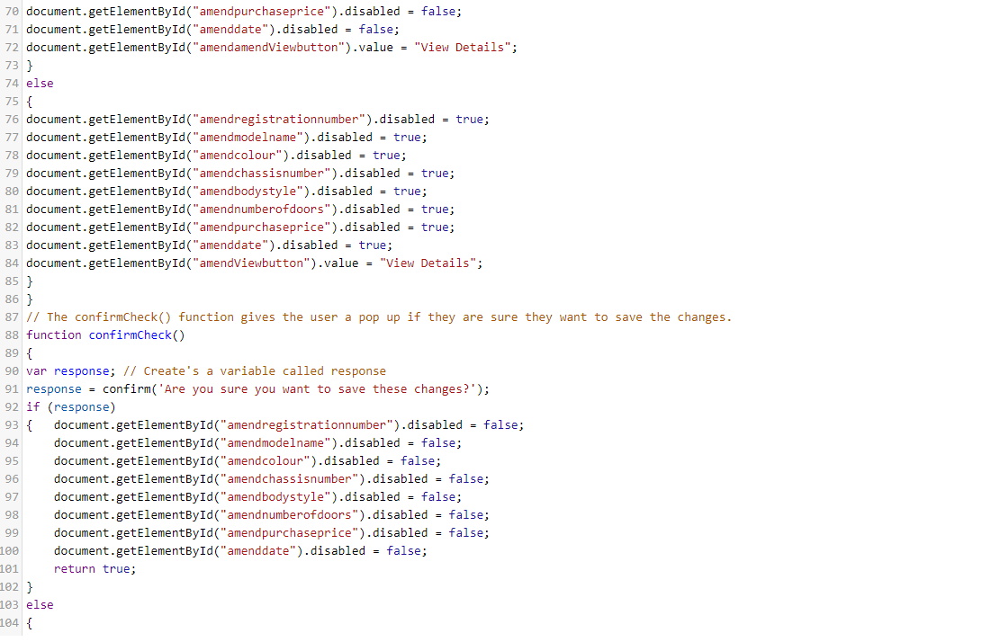 70 document.getElementById("amendpurchaseprice").disabled = false;
71 document.getElementById("amenddate").disabled = false;
72 document.getElementById("amendamendViewbutton").value = "View Details";
73 }
74 else
75 {
76 document.getElementById("amendregistrationnumber").disabled = true;
77 document.getElementById("amendmodelname").disabled = true;
78 document.getElementById("amendcolour").disabled = true;
79 document.getElementById("amendchassisnumber").disabled = true;
80 document.getElementById("amendbodystyle").disabled = true;
81 document.getElementById("amendnumberofdoors").disabled = true;
82 document.getElementById("amendpurchaseprice").disabled = true;
83 document.getElementById("amenddate").disabled = true;
84 document.getElementById("amendViewbutton").value = "View Details";
85 }
86 }
87 // The confirmCheck() function gives the user a pop up if they are sure they want to save the changes.
88 function confirmCheck()
89 {
90 var response; // Create's a variable called response
91 response = confirm('Are you sure you want to save these changes?');
92 if (response)
93 {   document.getElementById("amendregistrationnumber").disabled = false;
94     document.getElementById("amendmodelname").disabled = false;
95     document.getElementById("amendcolour").disabled = false;
96     document.getElementById("amendchassisnumber").disabled = false;
97     document.getElementById("amendbodystyle").disabled = false;
98     document.getElementById("amendnumberofdoors").disabled = false;
99     document.getElementById("amendpurchaseprice").disabled = false;
100     document.getElementById("amenddate").disabled = false;
101     return true;
102 }
103 else
104 {